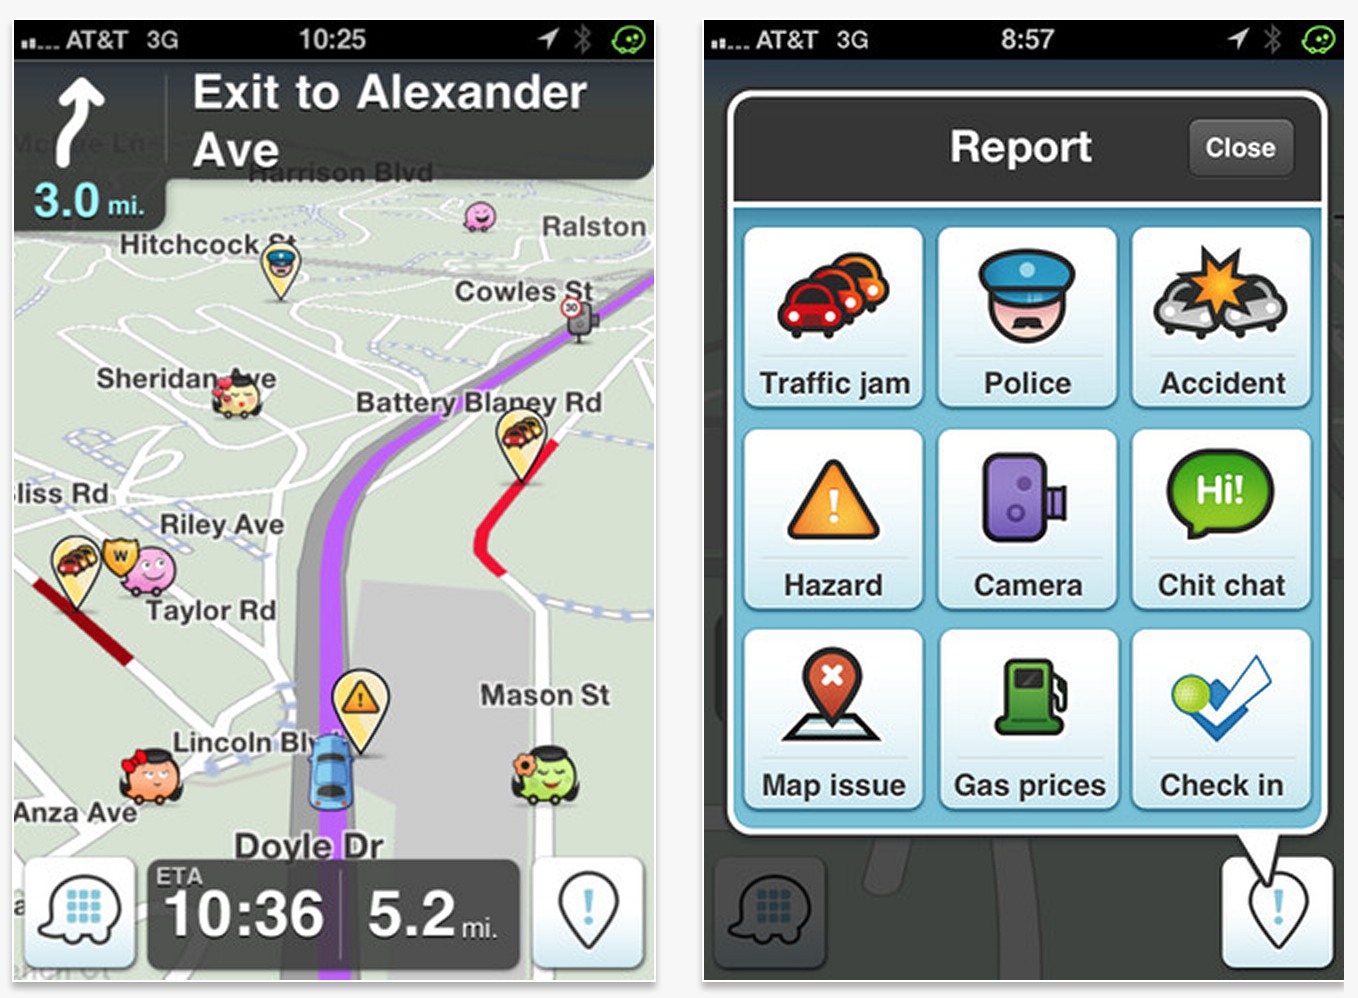 AT&T 3G 10:25
Exit to Alexander
Ave
3.0 mi.
Harrison Blvd
Ralston
Hitchcock St
Cowles St
30
Sheridan Ave
Battery Blaney Rd
Bliss Rd
Riley Ave
W
Taylor Rd
Mason St
Lincoln Blv
Anza Ave
Doyle Dr
ETA
10:36 5.2 mi.
!
AT&T 3G 8:57
Report Close
Traffic jam Police Accident
!
Hi!
Hazard Camera Chit chat
Map issue Gas prices Check in
!